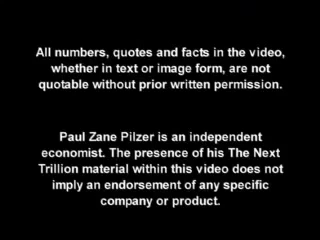 All numbers, quotes and facts in the video,
whether in text or image form, are not
quotable without prior written permission.
Paul Zane Pilzer is an independent
economist. The presence of his The Next
Trillion material within this video does not
imply an endorsement of any specific
company or product.